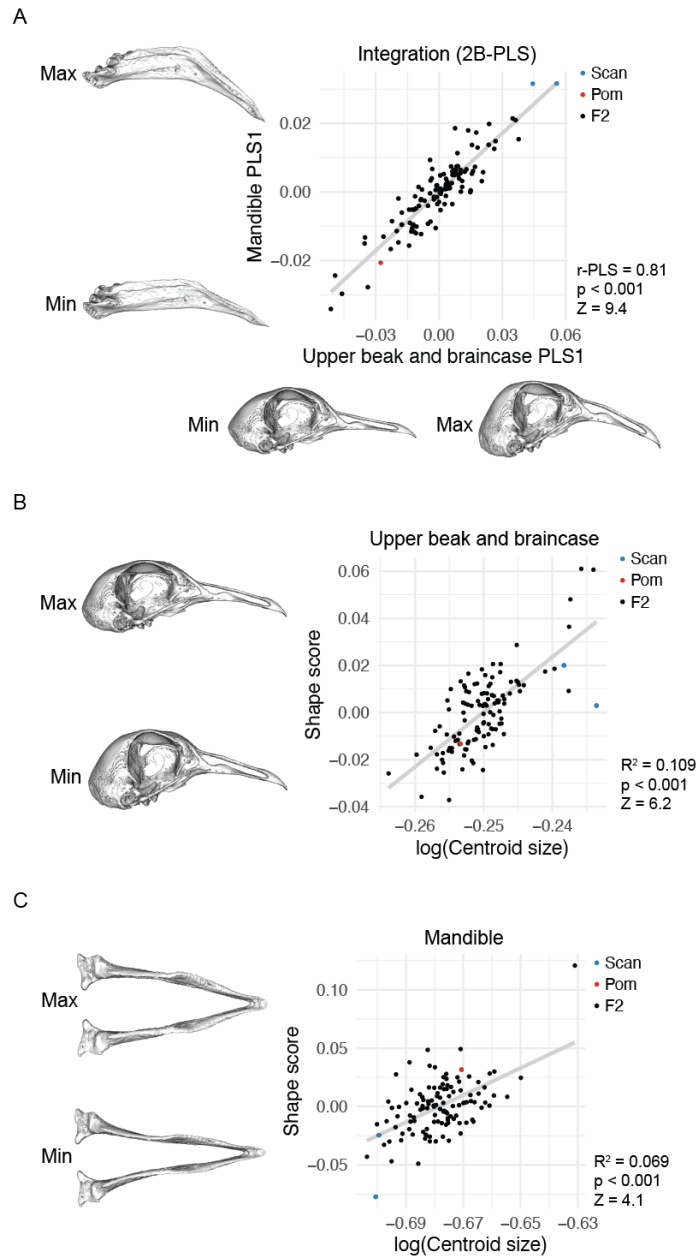 A
Integration (2B-PLS)
Max
Min
Mandible PLS1
0.02
0.00
−0.02
−0.03 0.00 0.03 0.06
Upper beak and braincase PLS1
Scan
Pom
F2
r-PLS = 0.81
p < 0.001
Z = 9.4
Min
Max
B
Upper beak and braincase
Max
Min
Shape score
0.06
0.04
0.02
0.00
−0.02
−0.04
−0.26 −0.25 −0.24
log(Centroid size)
Scan
Pom
F2
R² = 0.109
p < 0.001
Z = 6.2
C
Mandible
Max
Min
Shape score
0.10
0.05
0.00
−0.05
−0.69 −0.67 −0.65 −0.63
log(Centroid size)
Scan
Pom
F2
R² = 0.069
p < 0.001
Z = 4.1